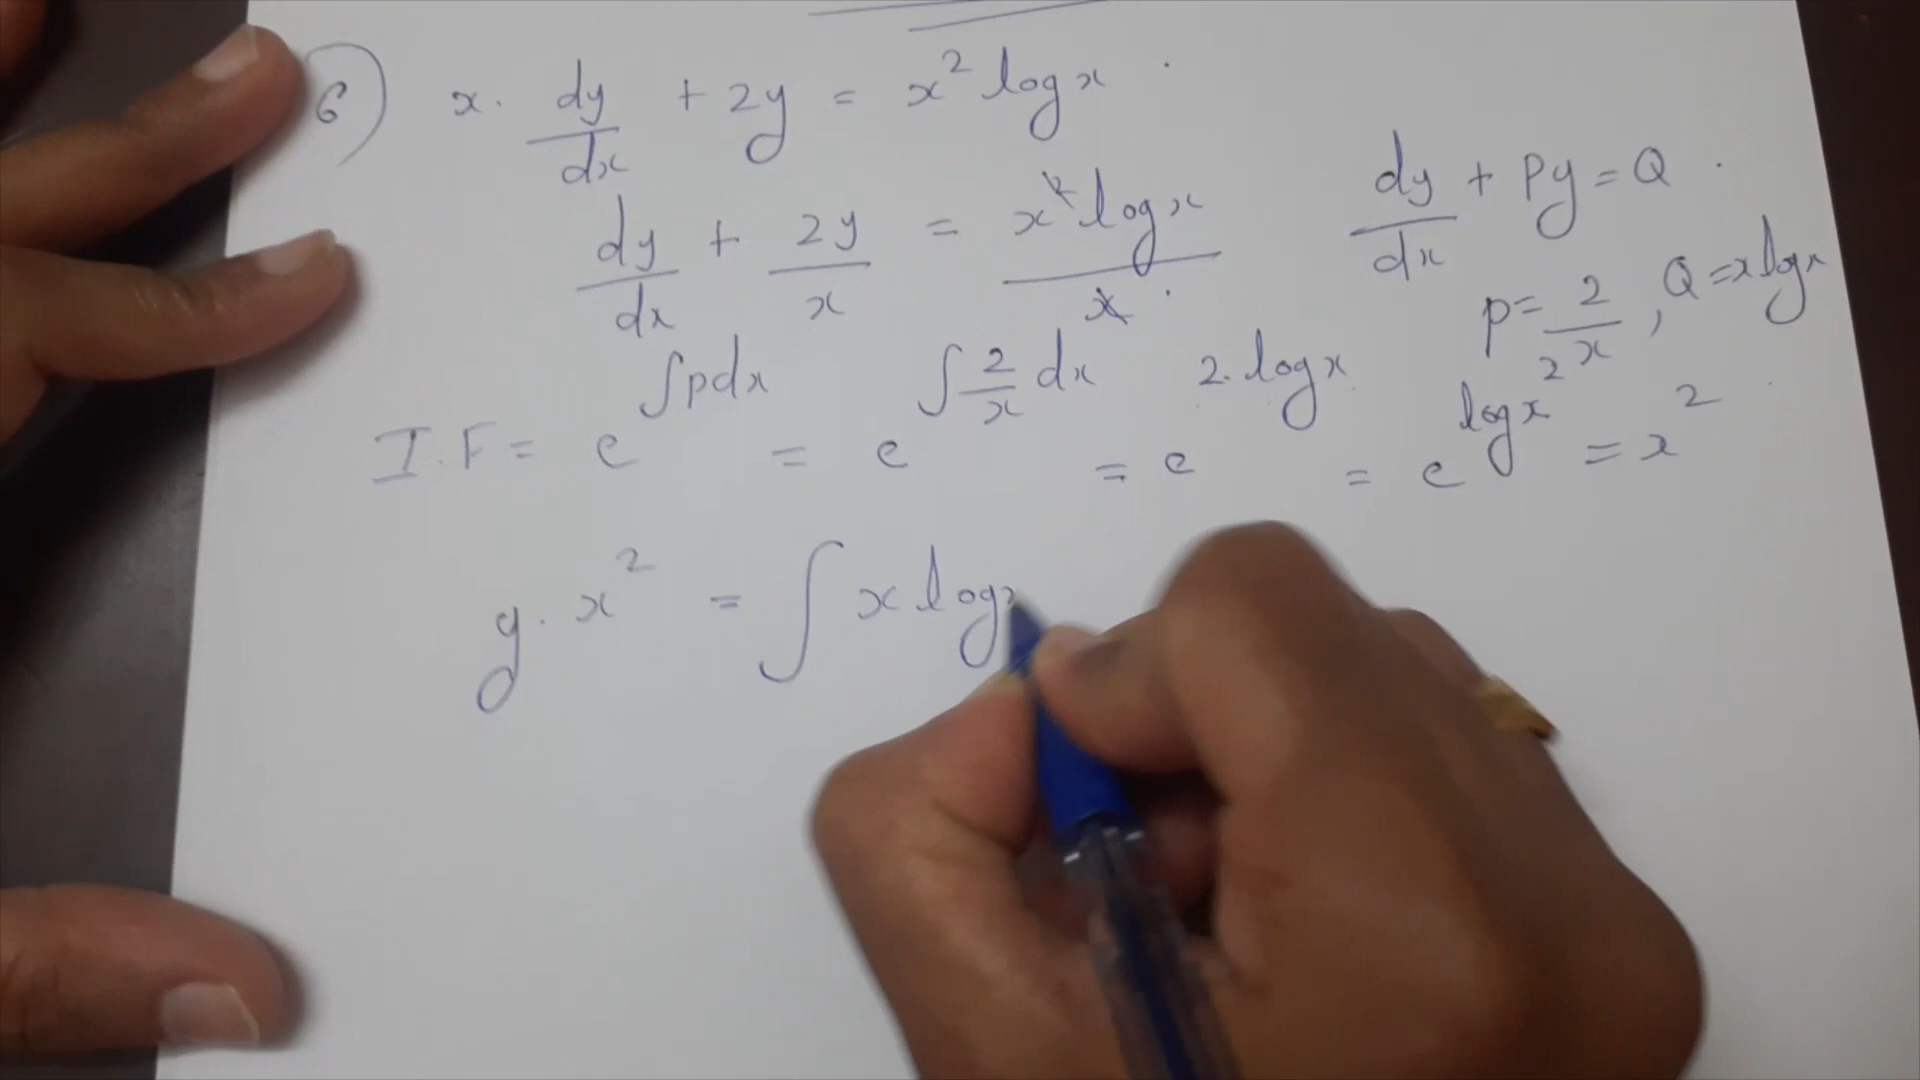 6) x. dy/dx + 2y = x² log x
dy/dx + 2y/x = x² log x / x
dy/dx + Py = Q
P = 2/x , Q = x log x
I.F = e^∫pdx = e^∫2/x dx = e^2.log x = e^log x² = x²
y. x² = ∫ x log x